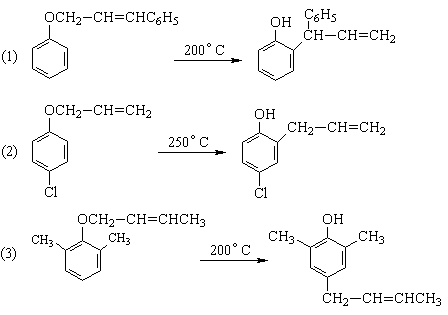 OCH₂—CH=CHC₆H₅
(1)
200°C
OH
C₆H₅
CH—CH=CH₂
OCH₂—CH=CH₂
(2)
Cl
250°C
OH
CH₂—CH=CH₂
Cl
OCH₂—CH=CHCH₃
(3)
CH₃
CH₃
200°C
OH
CH₃
CH₃
CH₂—CH=CHCH₃